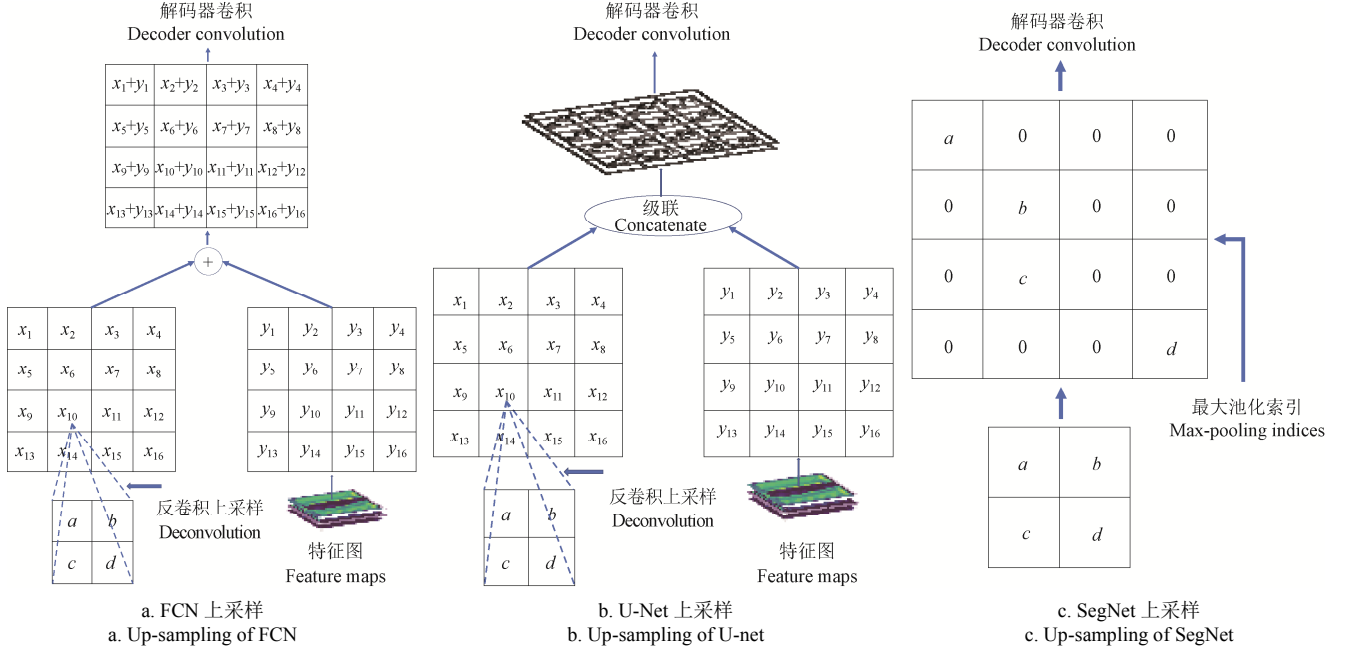 解码器卷积
Decoder convolution
x₁+y₁ x₂+y₂ x₃+y₃ x₄+y₄
x₅+y₅ x₆+y₆ x₇+y₇ x₈+y₈
x₉+y₉ x₁₀+y₁₀ x₁₁+y₁₁ x₁₂+y₁₂
x₁₃+y₁₃ x₁₄+y₁₄ x₁₅+y₁₅ x₁₆+y₁₆
+
x₁ x₂ x₃ x₄
x₅ x₆ x₇ x₈
x₉ x₁₀ x₁₁ x₁₂
x₁₃ x₁₄ x₁₅ x₁₆
y₁ y₂ y₃ y₄
y₅ y₆ y₇ y₈
y₉ y₁₀ y₁₁ y₁₂
y₁₃ y₁₄ y₁₅ y₁₆
a b
c d
反卷积上采样
Deconvolution
特征图
Feature maps
a. FCN 上采样
a. Up-sampling of FCN
解码器卷积
Decoder convolution
级联
Concatenate
x₁ x₂ x₃ x₄
x₅ x₆ x₇ x₈
x₉ x₁₀ x₁₁ x₁₂
x₁₃ x₁₄ x₁₅ x₁₆
y₁ y₂ y₃ y₄
y₅ y₆ y₇ y₈
y₉ y₁₀ y₁₁ y₁₂
y₁₃ y₁₄ y₁₅ y₁₆
a b
c d
反卷积上采样
Deconvolution
特征图
Feature maps
b. U-Net 上采样
b. Up-sampling of U-net
解码器卷积
Decoder convolution
a 0 0 0
0 b 0 0
0 c 0 0
0 0 0 d
最大池化索引
Max-pooling indices
a b
c d
c. SegNet 上采样
c. Up-sampling of SegNet